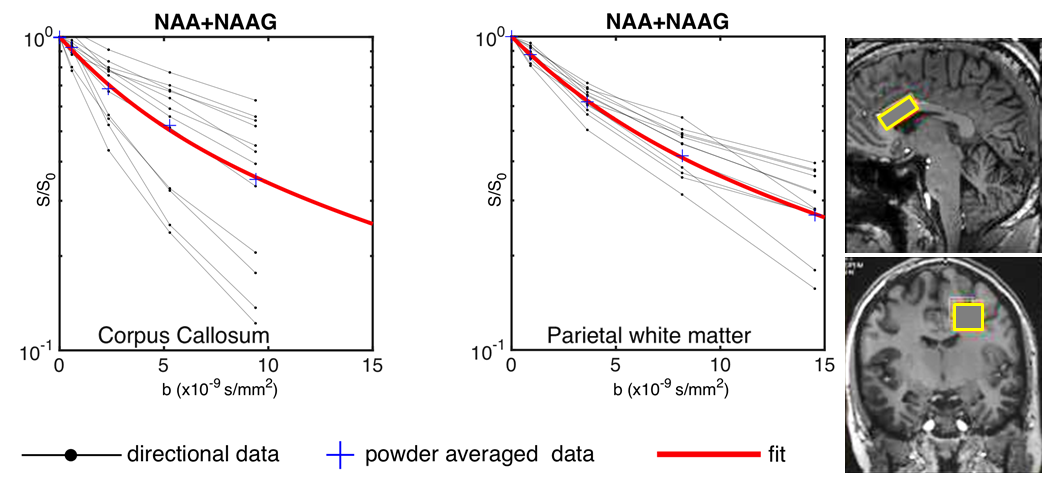 NAA+NAAG
10^0
S/S_0
10^-1
Corpus Callosum
0 5 10 15
b (x10^-9 s/mm^2)
NAA+NAAG
10^0
S/S_0
10^-1
Parietal white matter
0 5 10 15
b (x10^-9 s/mm^2)
directional data
powder averaged data
fit